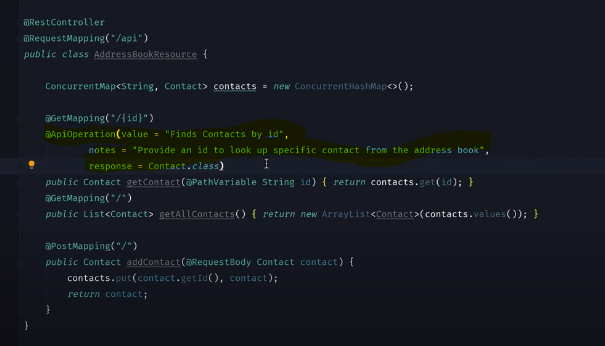 @RestController
@RequestMapping("/api")
public class AddressBookResource {
ConcurrentMap<String, Contact> contacts = new ConcurrentHashMap<>();
@GetMapping("/{id}")
@ApiOperation(value = "Finds Contacts by id",
notes = "Provide an id to look up specific contact from the address book",
response = Contact.class)
public Contact getContact(@PathVariable String id) { return contacts.get(id); }
@GetMapping("/")
public List<Contact> getAllContacts() { return new ArrayList<Contact>(contacts.values()); }
@PostMapping("/")
public Contact addContact(@RequestBody Contact contact) {
contacts.put(contact.getId(), contact);
return contact;
}
}